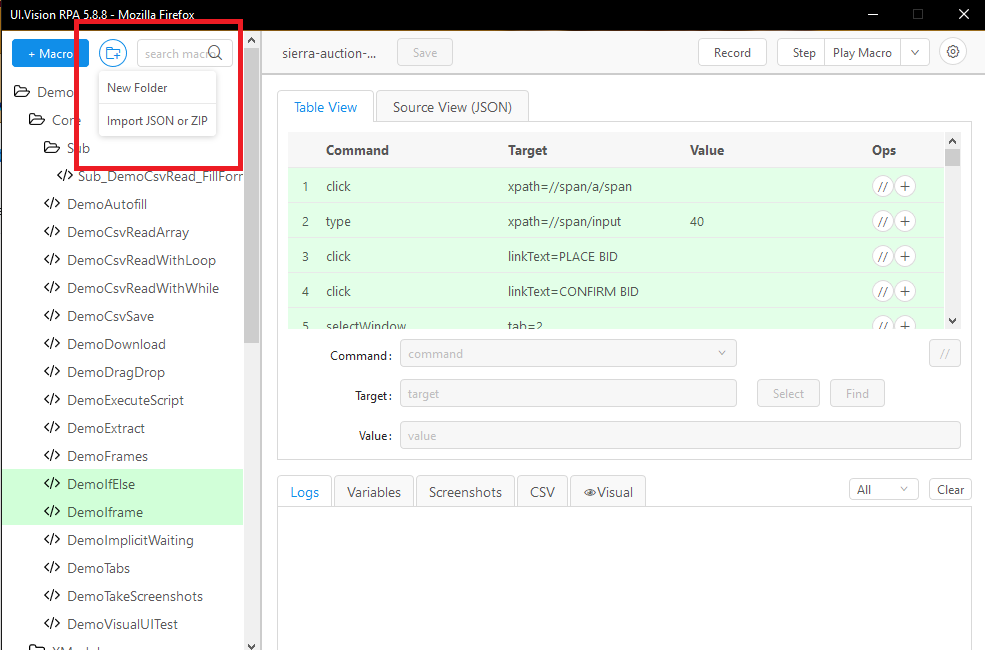 UI.Vision RPA 5.8.8 - Mozilla Firefox
+ Macro
search macro
sierra-auction-...
Save
Record
Step
Play Macro
New Folder
Import JSON or ZIP
Demo
Core
Sub
Sub_DemoCsvRead_FillForm
DemoAutofill
DemoCsvReadArray
DemoCsvReadWithLoop
DemoCsvReadWithWhile
DemoCsvSave
DemoDownload
DemoDragDrop
DemoExecuteScript
DemoExtract
DemoFrames
DemoIfElse
DemoIframe
DemoImplicitWaiting
DemoTabs
DemoTakeScreenshots
DemoVisualUITest
Table View
Source View (JSON)
Command Target Value Ops
1 click xpath=//span/a/span // +
2 type xpath=//span/input 40 // +
3 click linkText=PLACE BID // +
4 click linkText=CONFIRM BID // +
5 selectWindow tab=2 // +
Command: command //
Target: target Select Find
Value: value
Logs Variables Screenshots CSV Visual All Clear